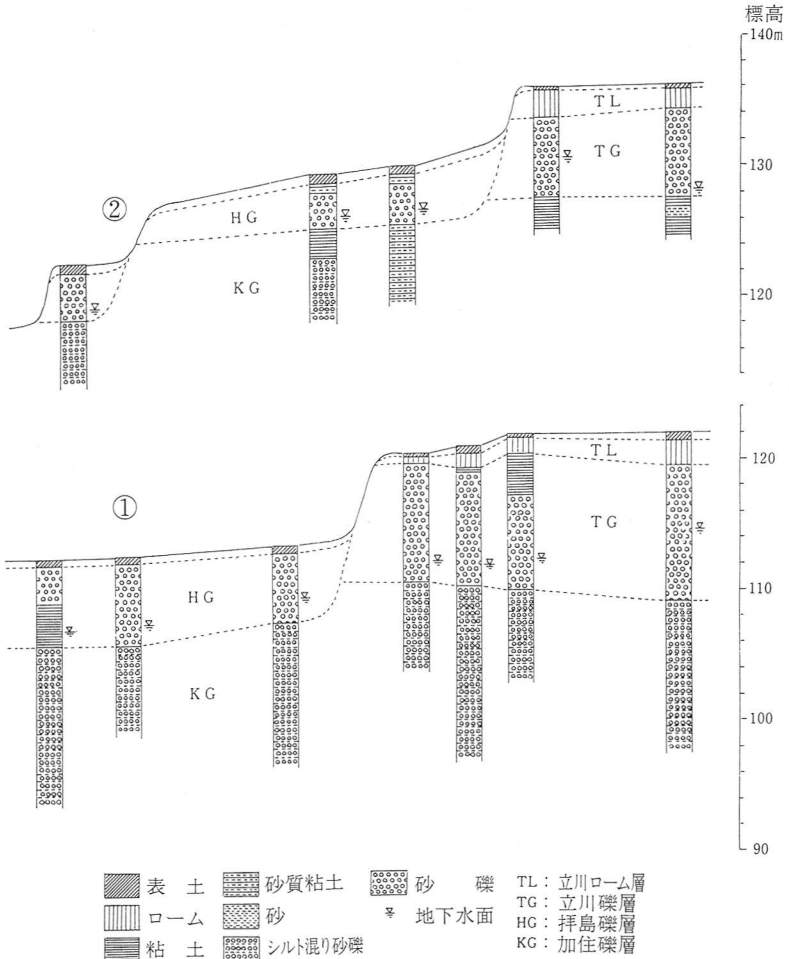 標高
140m
TL
TG
130
②
HG
KG
120
120
TL
①
TG
110
HG
KG
100
90
表土
砂質粘土
砂礫
TL：立川ローム層
ローム
砂
地下水面
TG：立川礫層
HG：拝島礫層
粘土
シルト混り砂礫
KG：加住礫層